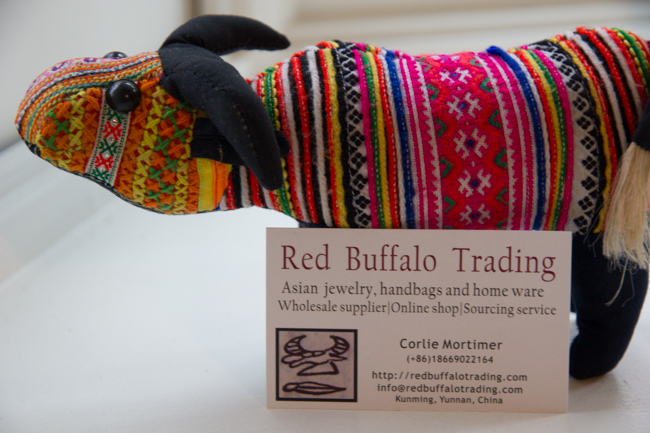 Red Buffalo Trading
Asian jewelry, handbags and home ware
Wholesale supplier|Online shop|Sourcing service
Corlie Mortimer
(+86)18669022164
http://redbuffalotrading.com
info@redbuffalotrading.com
Kunming, Yunnan, China